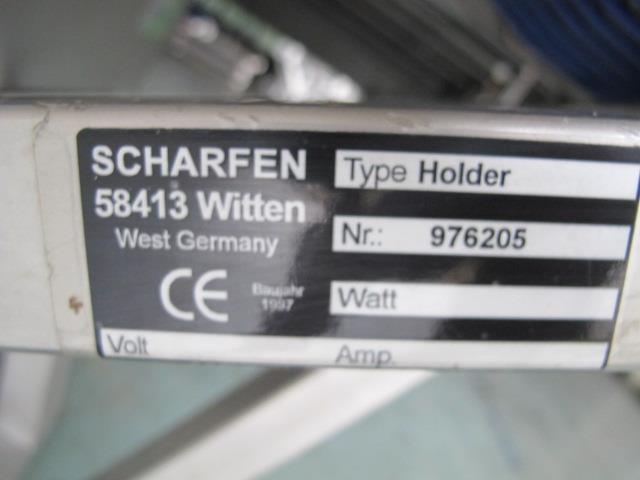 SCHARFEN
58413 Witten
West Germany
CE
Baujahr
1997
Type Holder
Nr.: 976205
Watt
Volt
Amp.